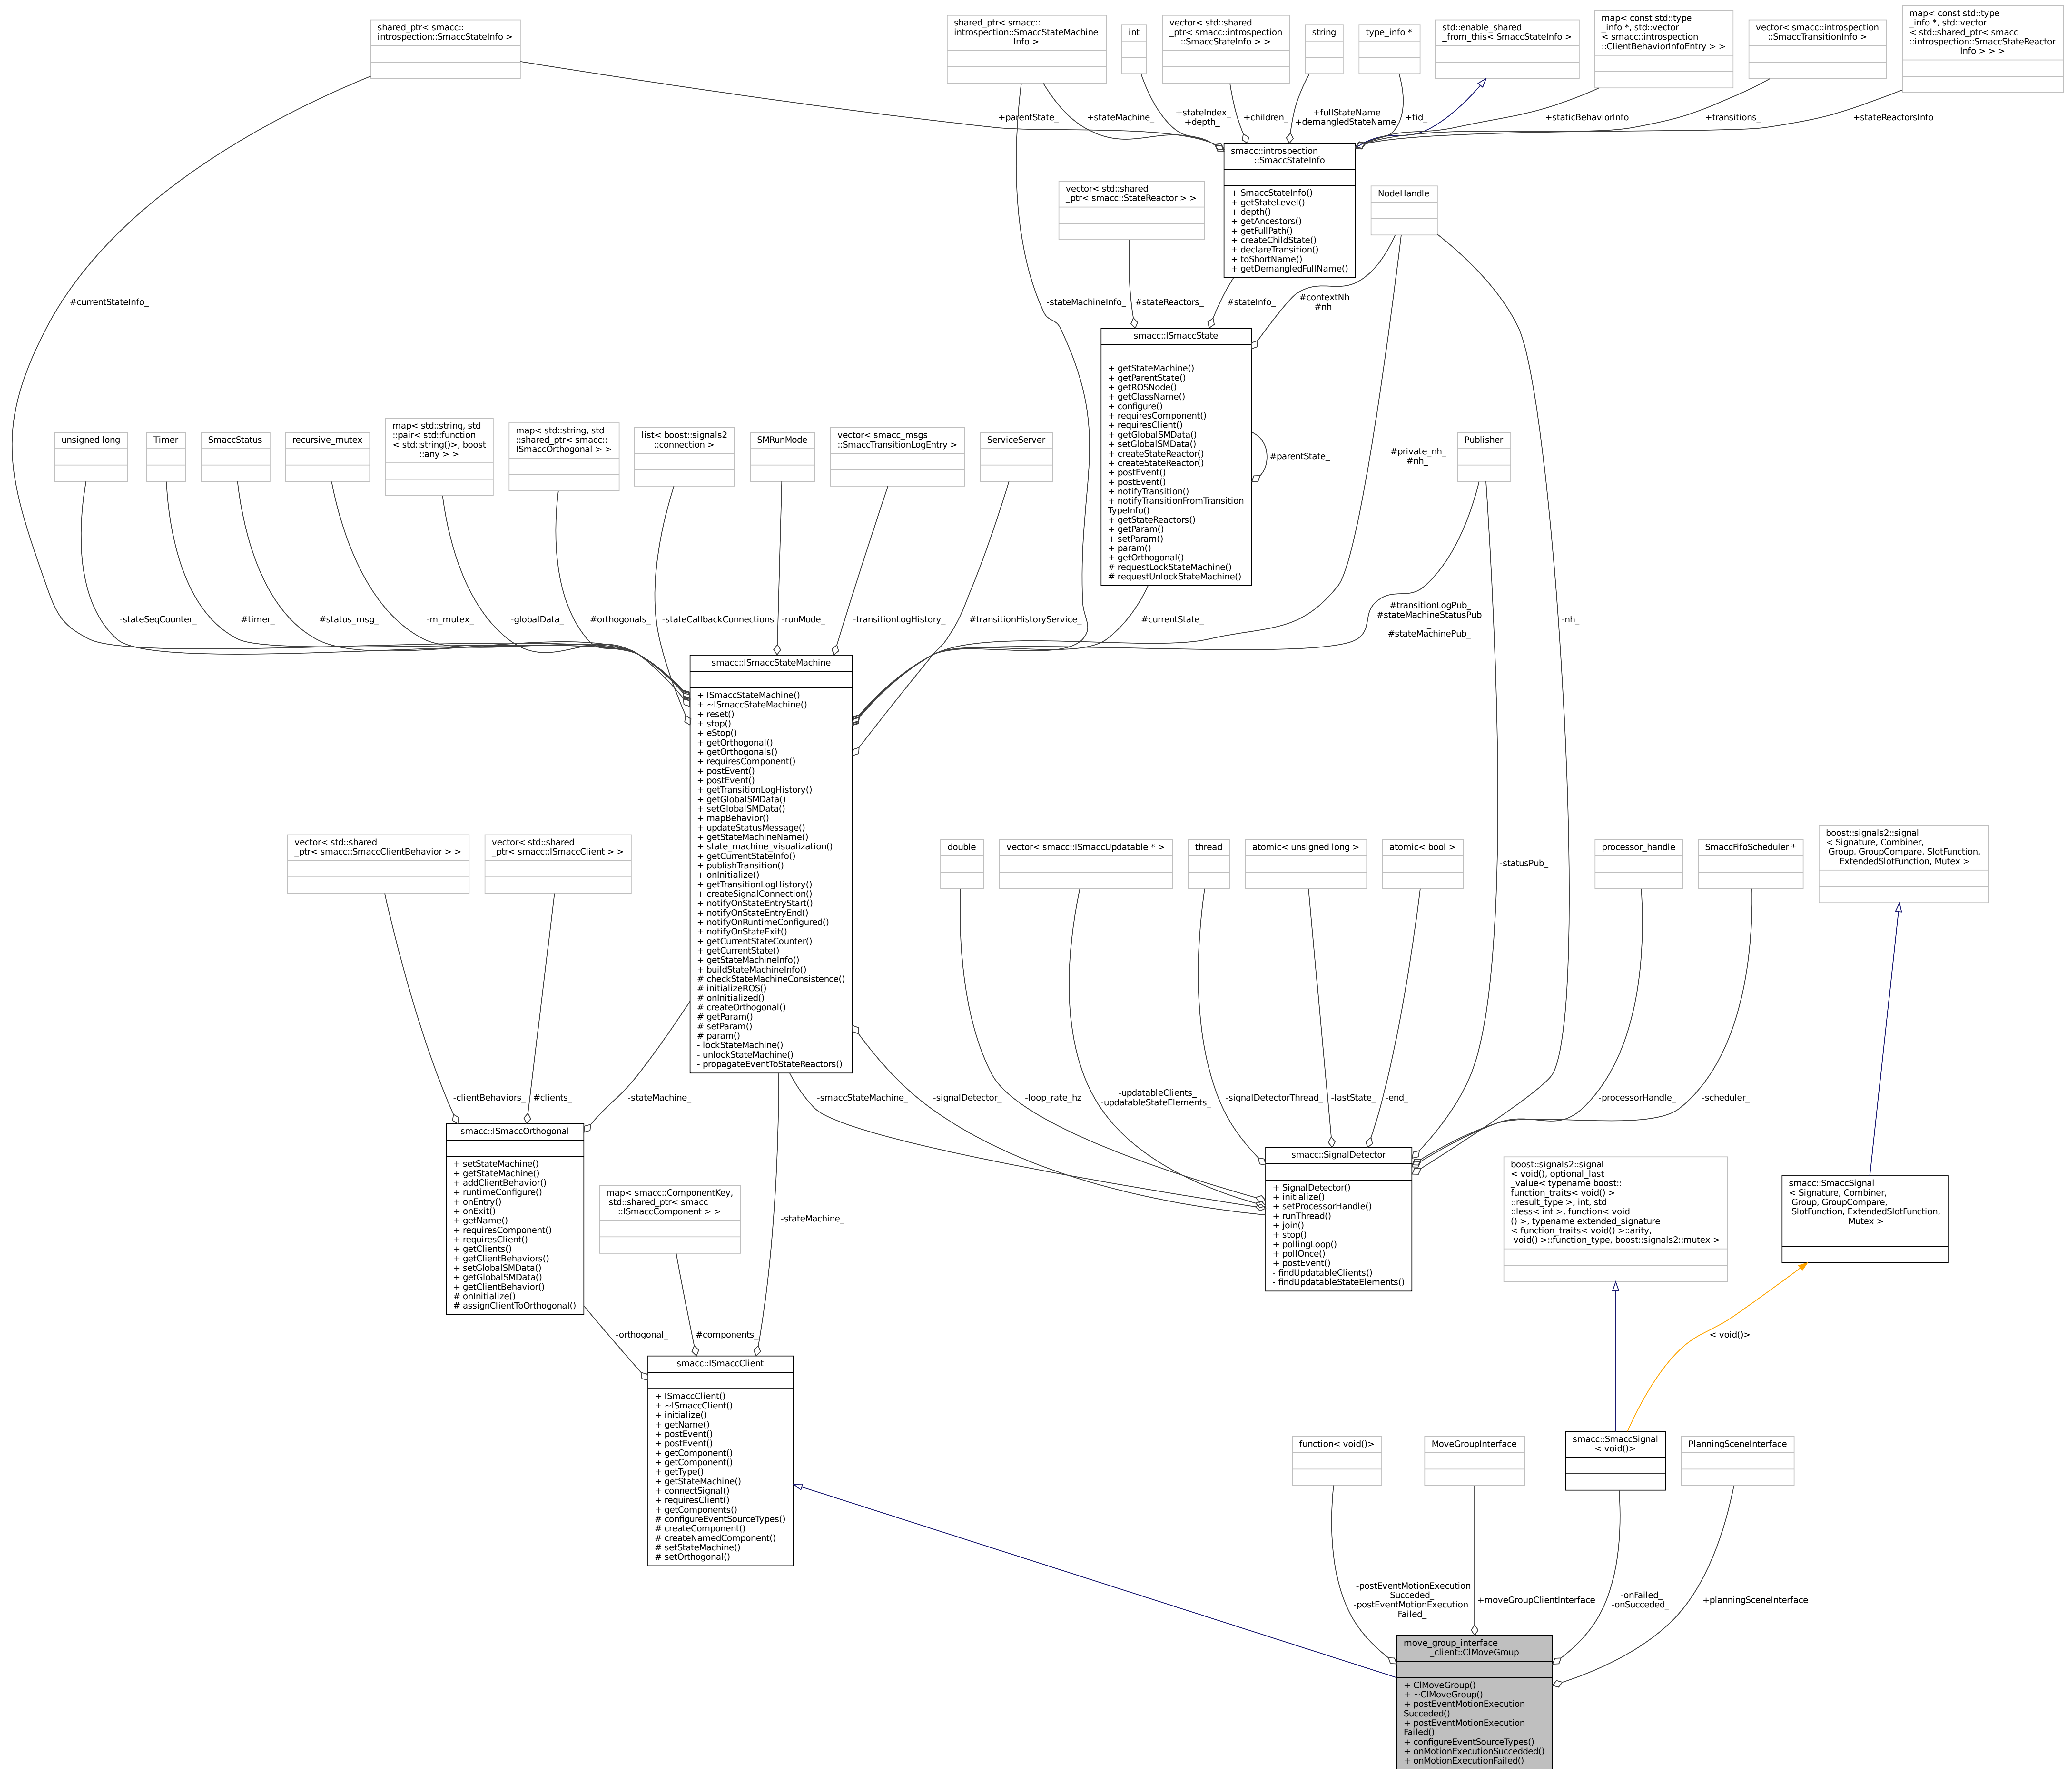 shared_ptr< smacc::
introspection::SmaccStateInfo >
shared_ptr< smacc::
introspection::SmaccStateMachine
Info >
int
vector< std::shared
_ptr< smacc::introspection
::SmaccStateInfo > >
string
type_info *
std::enable_shared
_from_this< SmaccStateInfo >
map< const std::type
_info *, std::vector
< smacc::introspection
::ClientBehaviorInfoEntry > >
vector< smacc::introspection
::SmaccTransitionInfo >
map< const std::type
_info *, std::vector
< std::shared_ptr< smacc
::introspection::SmaccStateReactor
Info > > >
+parentState_
+stateMachine_
+stateIndex_
+depth_
+children_
+fullStateName
+demangledStateName
+tid_
+staticBehaviorInfo
+transitions_
+stateReactorsInfo
smacc::introspection
::SmaccStateInfo
+ SmaccStateInfo()
+ getStateLevel()
+ depth()
+ getAncestors()
+ getFullPath()
+ createChildState()
+ declareTransition()
+ toShortName()
+ getDemangledFullName()
vector< std::shared
_ptr< smacc::StateReactor > >
NodeHandle
#currentStateInfo_
-stateMachineInfo_
#stateReactors_
#stateInfo_
#contextNh
#nh
smacc::ISmaccState
+ getStateMachine()
+ getParentState()
+ getROSNode()
+ getClassName()
+ configure()
+ requiresComponent()
+ requiresClient()
+ getGlobalSMData()
+ setGlobalSMData()
+ createStateReactor()
+ createStateReactor()
+ postEvent()
+ postEvent()
+ notifyTransition()
+ notifyTransitionFromTransition
TypeInfo()
+ getStateReactors()
+ getParam()
+ setParam()
+ param()
+ getOrthogonal()
# requestLockStateMachine()
# requestUnlockStateMachine()
#parentState_
#private_nh_
#nh_
Publisher
unsigned long
Timer
SmaccStatus
recursive_mutex
map< std::string, std
::pair< std::function
< std::string()>, boost
::any > >
map< std::string, std
::shared_ptr< smacc::
ISmaccOrthogonal > >
list< boost::signals2
::connection >
SMRunMode
vector< smacc_msgs
::SmaccTransitionLogEntry >
ServiceServer
-stateSeqCounter_
#timer_
#status_msg_
-m_mutex_
-globalData_
#orthogonals_
-stateCallbackConnections
-runMode_
-transitionLogHistory_
#transitionHistoryService_
#currentState_
#transitionLogPub_
#stateMachineStatusPub
_
#stateMachinePub_
-nh_
smacc::ISmaccStateMachine
+ ISmaccStateMachine()
+ ~ISmaccStateMachine()
+ reset()
+ stop()
+ eStop()
+ getOrthogonal()
+ getOrthogonals()
+ requiresComponent()
+ postEvent()
+ postEvent()
+ getTransitionLogHistory()
+ getGlobalSMData()
+ setGlobalSMData()
+ mapBehavior()
+ updateStatusMessage()
+ getStateMachineName()
+ state_machine_visualization()
+ getCurrentStateInfo()
+ publishTransition()
+ onInitialize()
+ getTransitionLogHistory()
+ createSignalConnection()
+ notifyOnStateEntryStart()
+ notifyOnStateEntryEnd()
+ notifyOnRuntimeConfigured()
+ notifyOnStateExit()
+ getCurrentStateCounter()
+ getCurrentState()
+ getStateMachineInfo()
+ buildStateMachineInfo()
# checkStateMachineConsistence()
# initializeROS()
# onInitialized()
# createOrthogonal()
# getParam()
# setParam()
# param()
- lockStateMachine()
- unlockStateMachine()
- propagateEventToStateReactors()
vector< std::shared
_ptr< smacc::SmaccClientBehavior > >
vector< std::shared
_ptr< smacc::ISmaccClient > >
double
vector< smacc::ISmaccUpdatable * >
thread
atomic< unsigned long >
atomic< bool >
-statusPub_
processor_handle
SmaccFifoScheduler *
boost::signals2::signal
< Signature, Combiner,
Group, GroupCompare, SlotFunction,
ExtendedSlotFunction, Mutex >
-clientBehaviors_
#clients_
-stateMachine_
-smaccStateMachine_
-signalDetector_
-loop_rate_hz
-updatableClients_
-updatableStateElements_
-signalDetectorThread_
-lastState_
-end_
-processorHandle_
-scheduler_
smacc::ISmaccOrthogonal
+ setStateMachine()
+ getStateMachine()
+ addClientBehavior()
+ runtimeConfigure()
+ onEntry()
+ onExit()
+ getName()
+ requiresComponent()
+ requiresClient()
+ getClients()
+ getClientBehaviors()
+ setGlobalSMData()
+ getGlobalSMData()
+ getClientBehavior()
# onInitialize()
# assignClientToOrthogonal()
map< smacc::ComponentKey,
std::shared_ptr< smacc
::ISmaccComponent > >
-stateMachine_
smacc::SignalDetector
+ SignalDetector()
+ initialize()
+ setProcessorHandle()
+ runThread()
+ join()
+ stop()
+ pollingLoop()
+ pollOnce()
+ postEvent()
- findUpdatableClients()
- findUpdatableStateElements()
boost::signals2::signal
< void(), optional_last
_value< typename boost::
function_traits< void() >
::result_type >, int, std
::less< int >, function< void
() >, typename extended_signature
< function_traits< void() >::arity,
void() >::function_type, boost::signals2::mutex >
smacc::SmaccSignal
< Signature, Combiner,
Group, GroupCompare,
SlotFunction, ExtendedSlotFunction,
Mutex >
-orthogonal_
#components_
< void()>
smacc::ISmaccClient
+ ISmaccClient()
+ ~ISmaccClient()
+ initialize()
+ getName()
+ postEvent()
+ postEvent()
+ getComponent()
+ getComponent()
+ getType()
+ getStateMachine()
+ connectSignal()
+ requiresClient()
+ getComponents()
# configureEventSourceTypes()
# createComponent()
# createNamedComponent()
# setStateMachine()
# setOrthogonal()
function< void()>
MoveGroupInterface
smacc::SmaccSignal
< void()>
PlanningSceneInterface
-postEventMotionExecution
Succeded_
-postEventMotionExecution
Failed_
+moveGroupClientInterface
-onFailed_
-onSucceded_
+planningSceneInterface
move_group_interface
_client::ClMoveGroup
+ ClMoveGroup()
+ ~ClMoveGroup()
+ postEventMotionExecution
Succeded()
+ postEventMotionExecution
Failed()
+ configureEventSourceTypes()
+ onMotionExecutionSuccedded()
+ onMotionExecutionFailed()